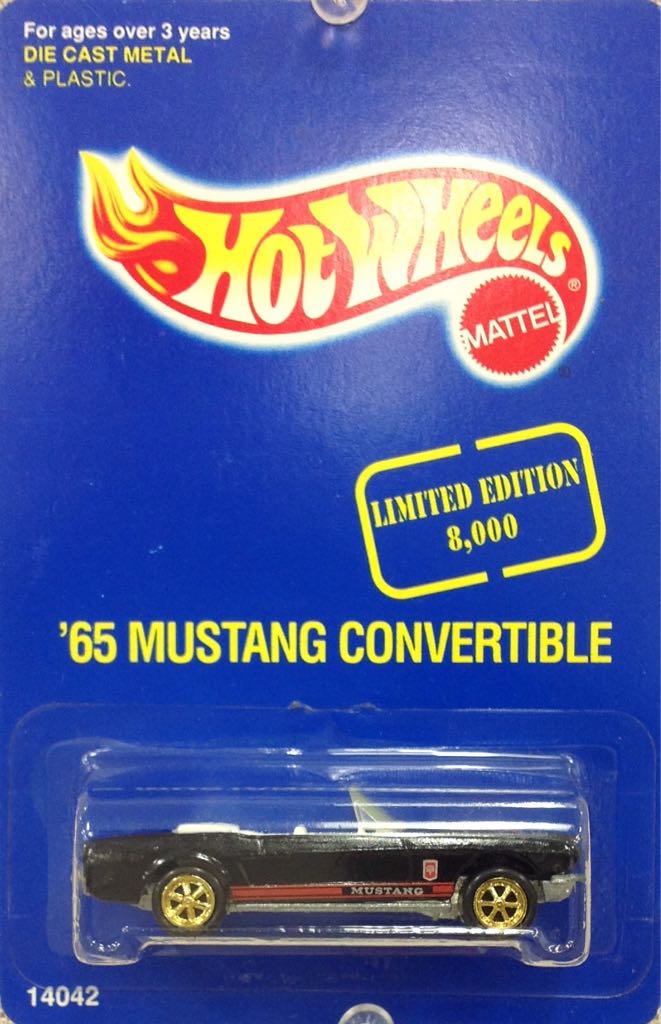 For ages over 3 years
DIE CAST METAL
& PLASTIC.
Hot Wheels®
MATTEL
LIMITED EDITION
8,000
'65 MUSTANG CONVERTIBLE
MUSTANG
14042